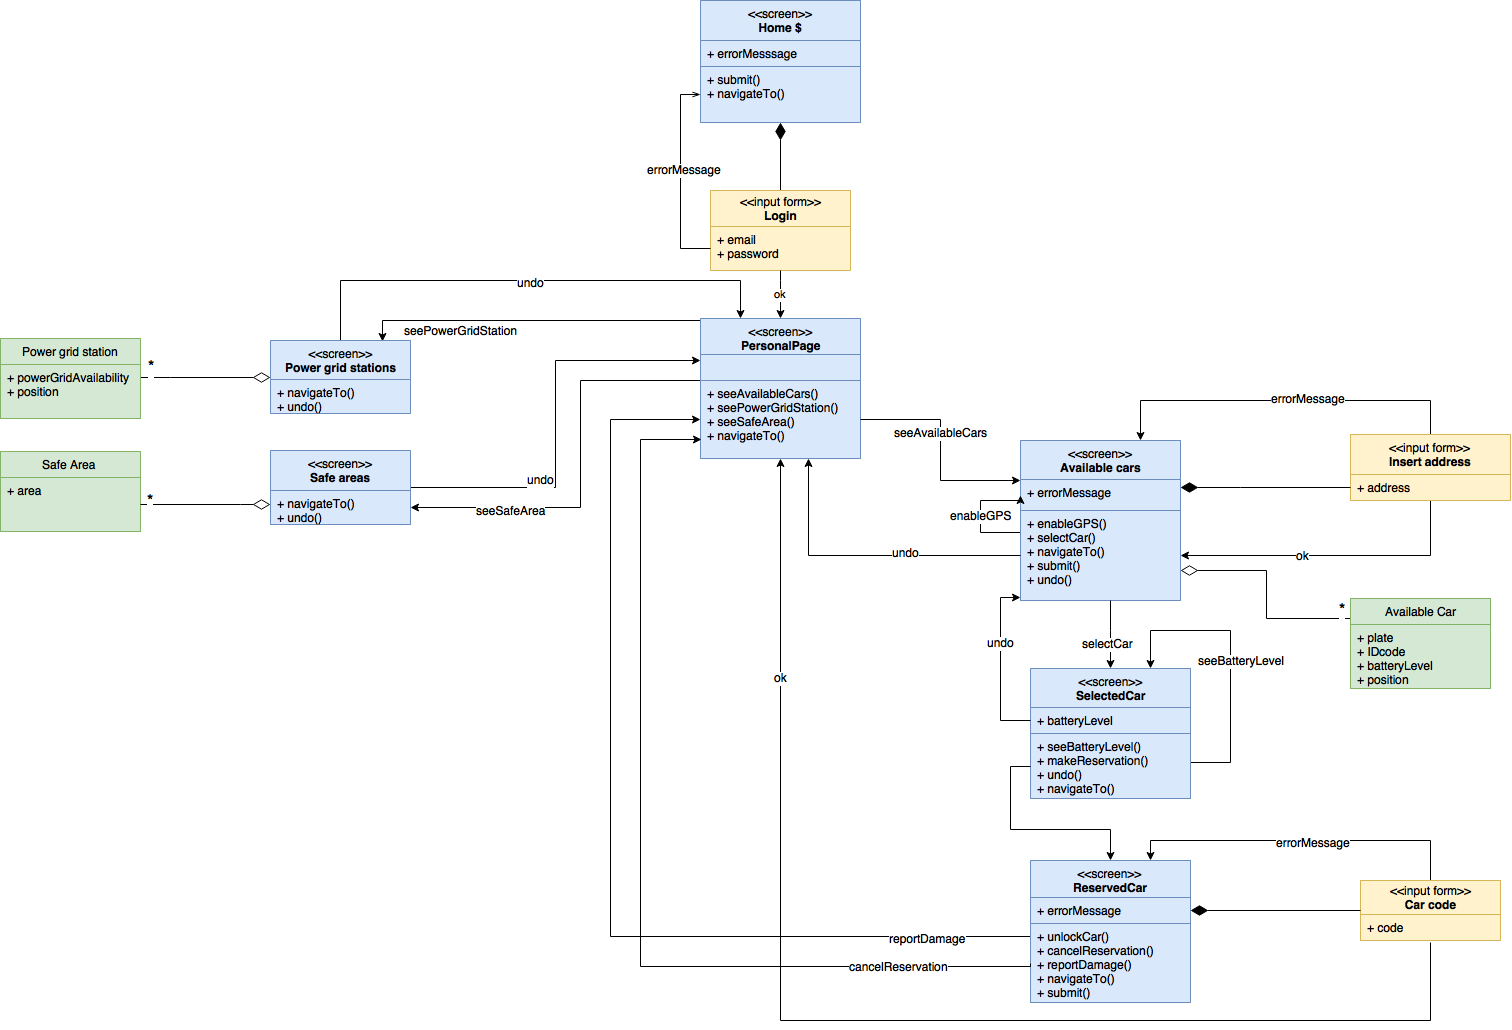 <<screen>>
Home $
+ errorMesssage
+ submit()
+ navigateTo()
errorMessage
<<input form>>
Login
+ email
+ password
ok
undo
seePowerGridStation
Power grid station
+ powerGridAvailability
+ position
*
<<screen>>
Power grid stations
+ navigateTo()
+ undo()
<<screen>>
PersonalPage
+ seeAvailableCars()
+ seePowerGridStation()
+ seeSafeArea()
+ navigateTo()
Safe Area
+ area
*
<<screen>>
Safe areas
+ navigateTo()
+ undo()
undo
seeSafeArea
seeAvailableCars
errorMessage
<<screen>>
Available cars
+ errorMessage
+ enableGPS()
+ selectCar()
+ navigateTo()
+ submit()
+ undo()
enableGPS
undo
<<input form>>
Insert address
+ address
ok
*
Available Car
+ plate
+ IDcode
+ batteryLevel
+ position
undo
selectCar
seeBatteryLevel
<<screen>>
SelectedCar
+ batteryLevel
+ seeBatteryLevel()
+ makeReservation()
+ undo()
+ navigateTo()
ok
errorMessage
<<screen>>
ReservedCar
+ errorMessage
+ unlockCar()
+ cancelReservation()
+ reportDamage()
+ navigateTo()
+ submit()
<<input form>>
Car code
+ code
reportDamage
cancelReservation